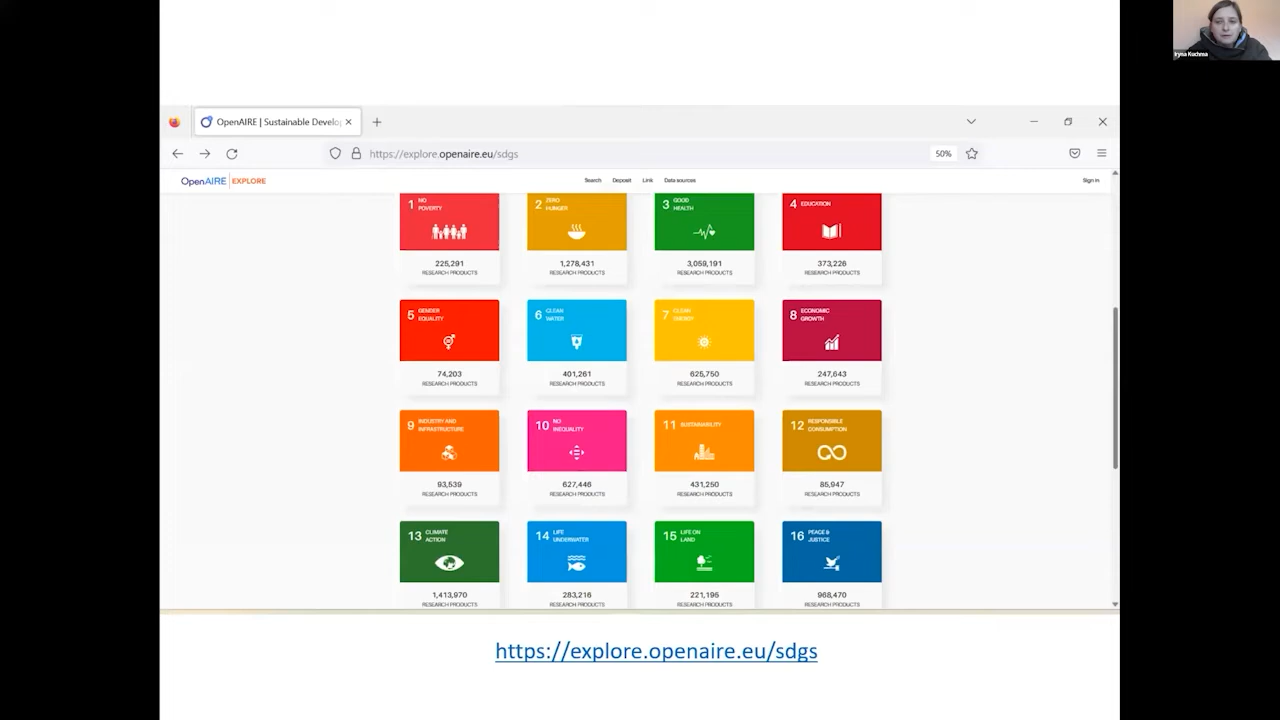 Iryna Kuchma
OpenAIRE | Sustainable Develo
https://explore.openaire.eu/sdgs
50%
OpenAIRE | EXPLORE
Search Deposit Link Data sources
Sign in
1 NO POVERTY
2 ZERO HUNGER
3 GOOD HEALTH
4 EDUCATION
225,291
RESEARCH PRODUCTS
1,278,431
RESEARCH PRODUCTS
3,059,191
RESEARCH PRODUCTS
373,226
RESEARCH PRODUCTS
5 GENDER EQUALITY
6 CLEAN WATER
7 CLEAN ENERGY
8 ECONOMIC GROWTH
74,203
RESEARCH PRODUCTS
401,261
RESEARCH PRODUCTS
625,750
RESEARCH PRODUCTS
247,643
RESEARCH PRODUCTS
9 INDUSTRY AND INFRASTRUCTURE
10 NO INEQUALITY
11 SUSTAINABILITY
12 RESPONSIBLE CONSUMPTION
93,539
RESEARCH PRODUCTS
627,446
RESEARCH PRODUCTS
431,250
RESEARCH PRODUCTS
85,947
RESEARCH PRODUCTS
13 CLIMATE ACTION
14 LIFE UNDERWATER
15 LIFE ON LAND
16 PEACE & JUSTICE
1,413,970
RESEARCH PRODUCTS
283,216
RESEARCH PRODUCTS
221,195
RESEARCH PRODUCTS
968,470
RESEARCH PRODUCTS
https://explore.openaire.eu/sdgs